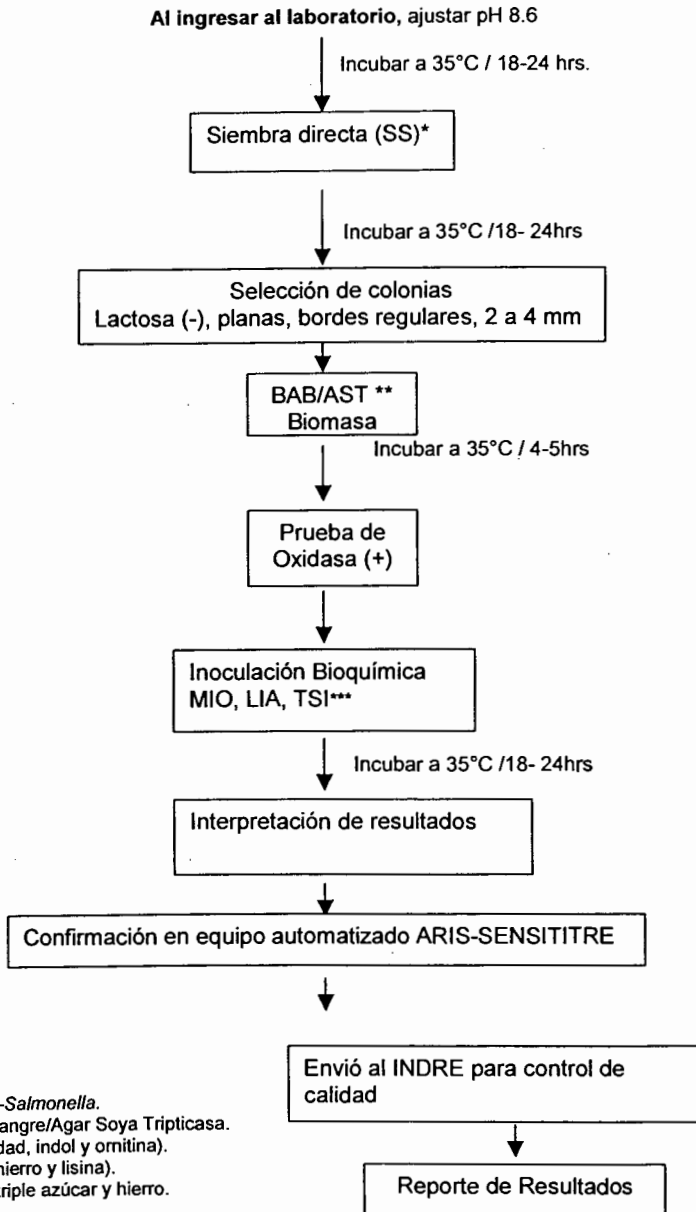 Al ingresar al laboratorio, ajustar pH 8.6
Incubar a 35°C / 18-24 hrs.
Siembra directa (SS)*
Incubar a 35°C /18- 24hrs
Selección de colonias
Lactosa (-), planas, bordes regulares, 2 a 4 mm
BAB/AST **
Biomasa
Incubar a 35°C / 4-5hrs
Prueba de
Oxidasa (+)
Inoculación Bioquímica
MIO, LIA, TSI***
Incubar a 35°C /18- 24hrs
Interpretación de resultados
Confirmación en equipo automatizado ARIS-SENSITITRE
Envió al INDRE para control de
calidad
Reporte de Resultados
-Salmonella.
angre/Agar Soya Tripticasa.
dad, indol y ornitina).
hierro y lisina).
triple azúcar y hierro.